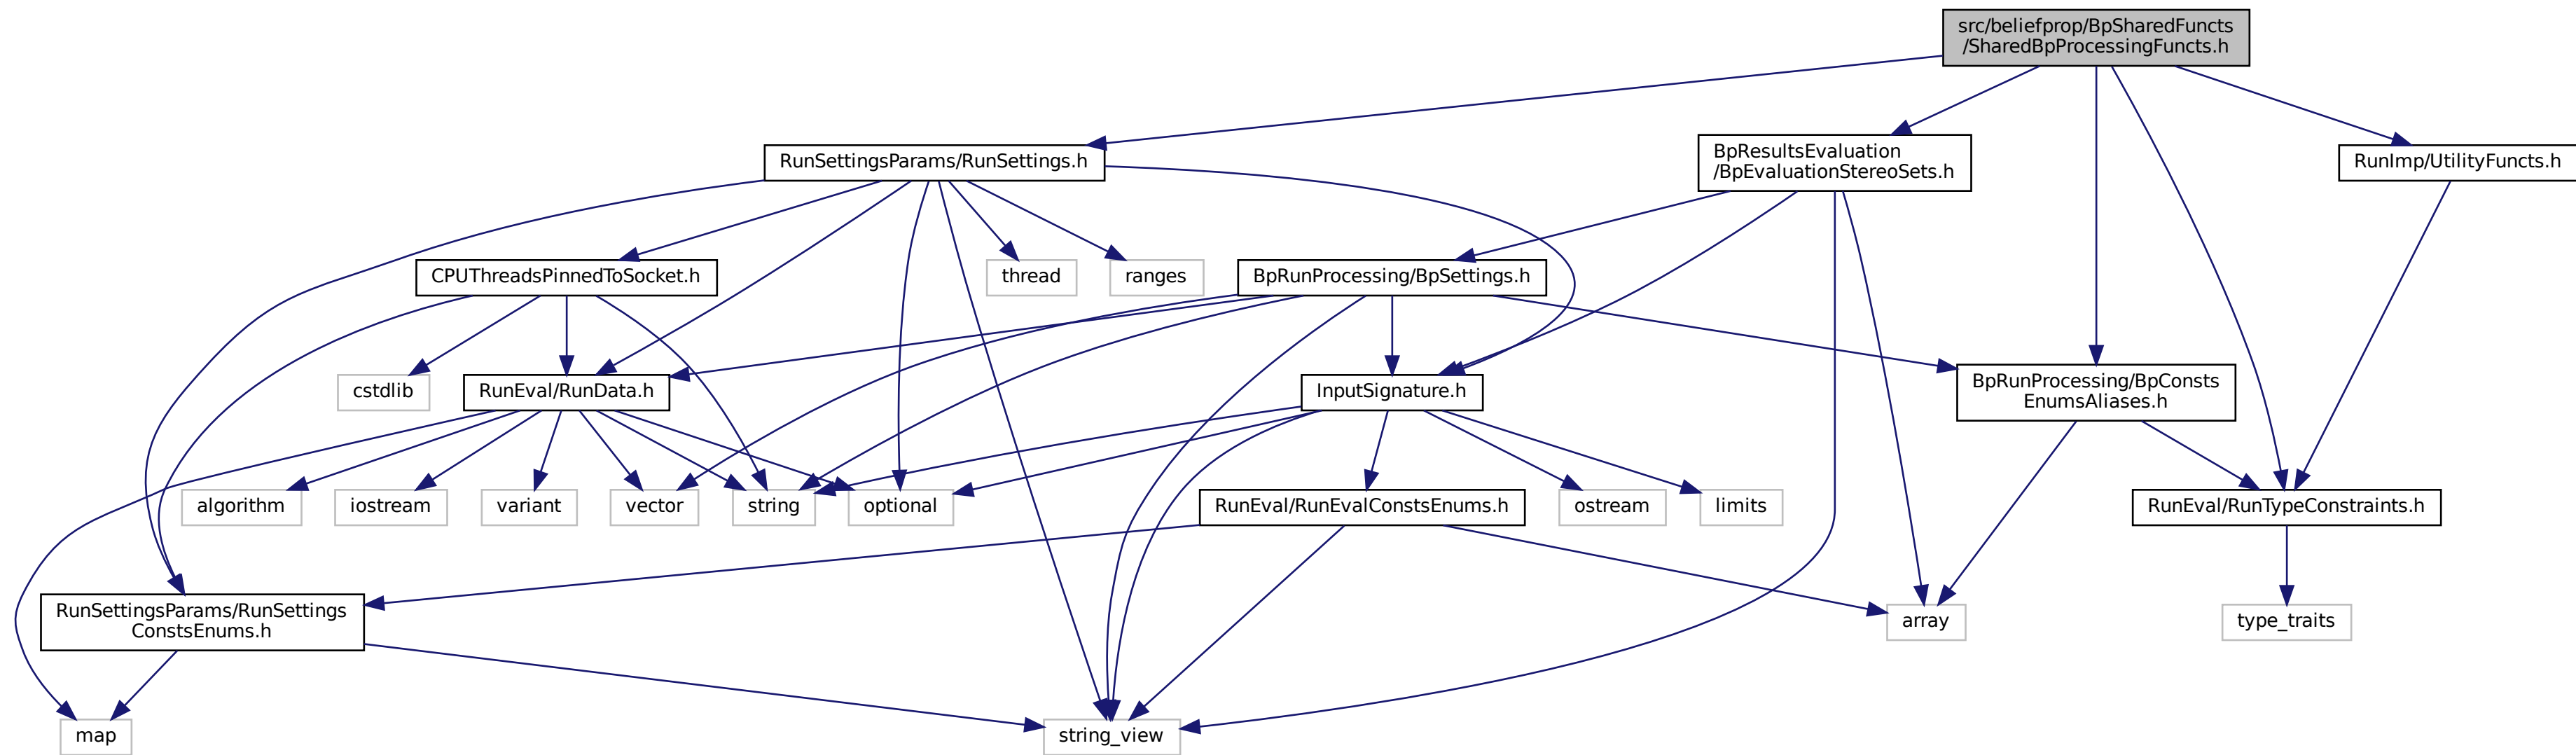 src/beliefprop/BpSharedFuncts
/SharedBpProcessingFuncts.h
RunSettingsParams/RunSettings.h
BpResultsEvaluation
/BpEvaluationStereoSets.h
RunImp/UtilityFuncts.h
CPUThreadsPinnedToSocket.h
thread
ranges
BpRunProcessing/BpSettings.h
cstdlib
RunEval/RunData.h
InputSignature.h
BpRunProcessing/BpConsts
EnumsAliases.h
algorithm
iostream
variant
vector
string
optional
RunEval/RunEvalConstsEnums.h
ostream
limits
RunEval/RunTypeConstraints.h
RunSettingsParams/RunSettings
ConstsEnums.h
array
type_traits
map
string_view